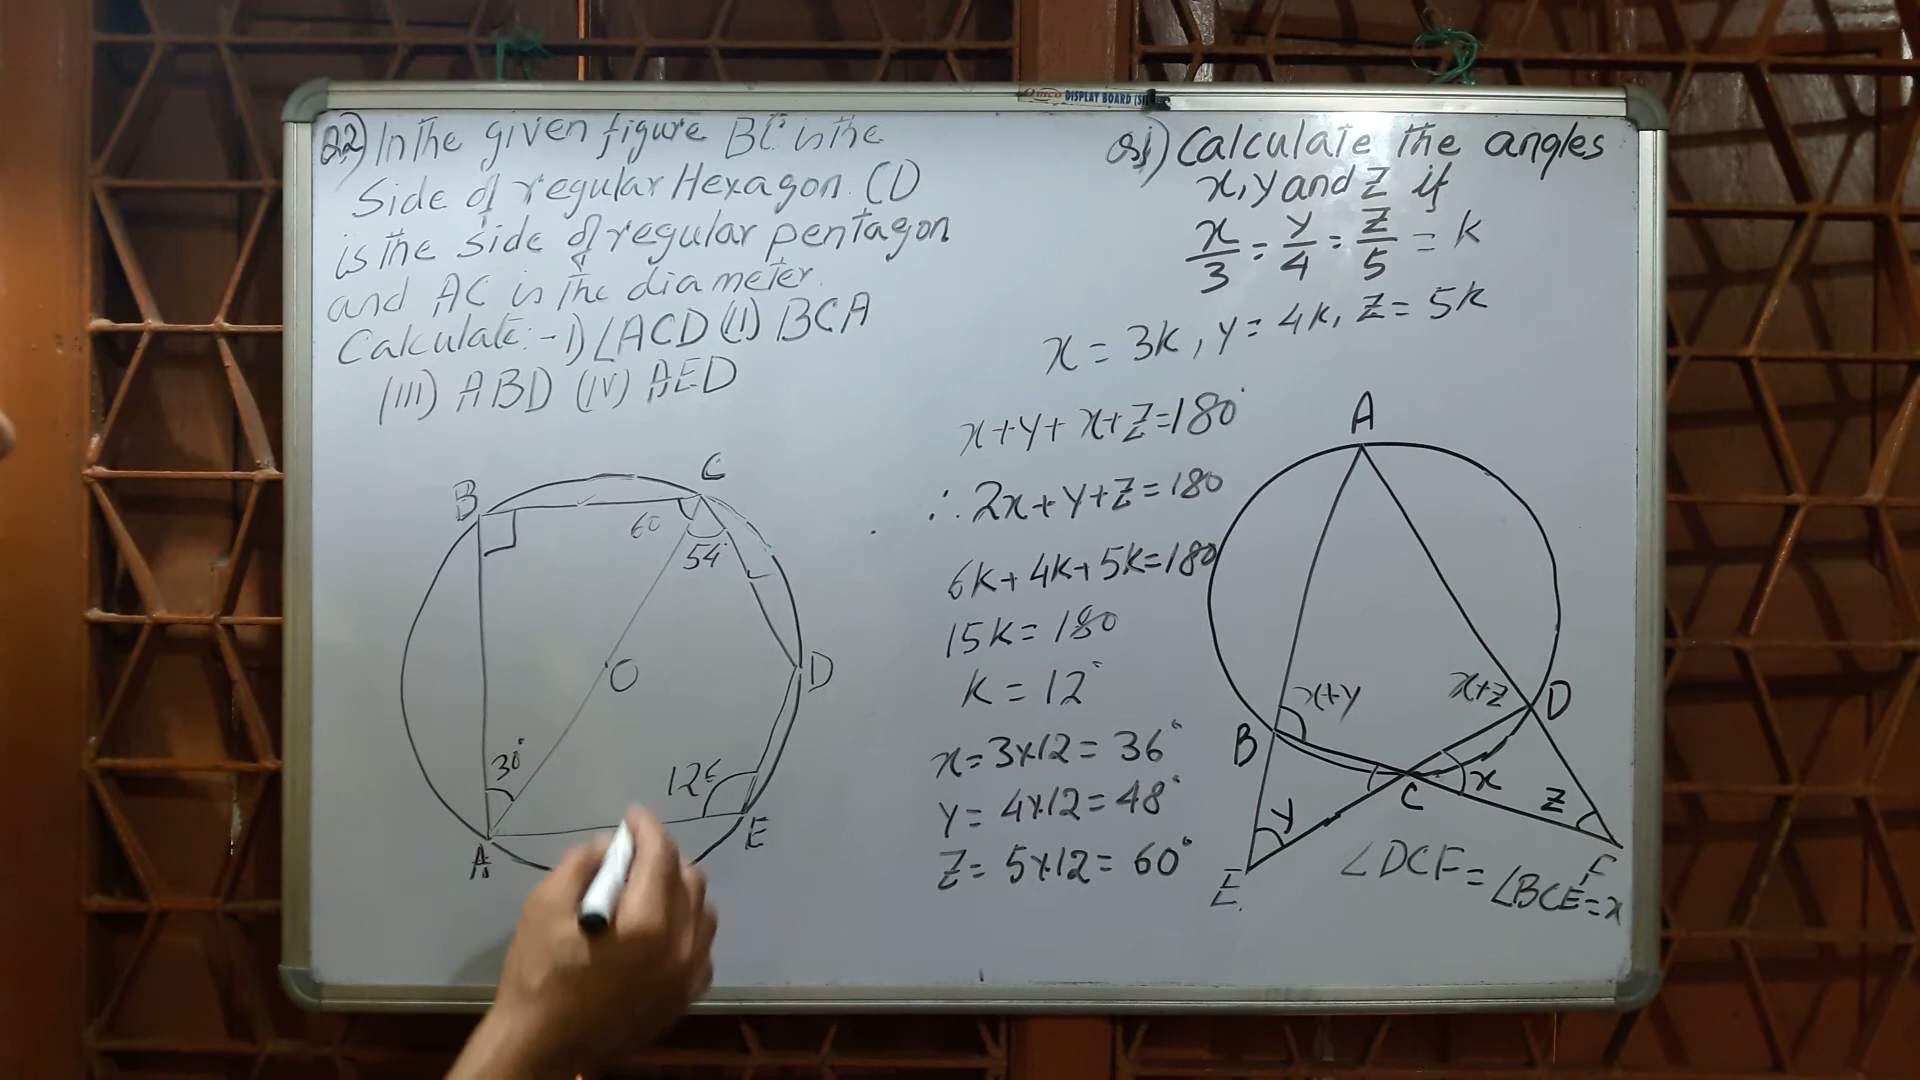 DISPLAY BOARD
Q2) In the given figure BC is the
Side of regular Hexagon. CD
is the side of regular pentagon
and AC is the diameter.
Calculate:- I) ∠ACD (II) BCA
(III) ABD (IV) AED
B
C
60
54°
O
D
30°
12
E
A
Q1) Calculate the angles
x, y and z if
x/3 = y/4 = z/5 = k
x = 3k, y = 4k, z = 5k
x+y+x+z=180°
∴ 2x+y+z=180
6k+4k+5k=180
15k=180
k = 12°
x = 3×12 = 36°
y = 4×12 = 48°
z = 5×12 = 60°
A
x+y
x+z
D
B
C
x
z
y
E
F
∠DCF = ∠BCE = x